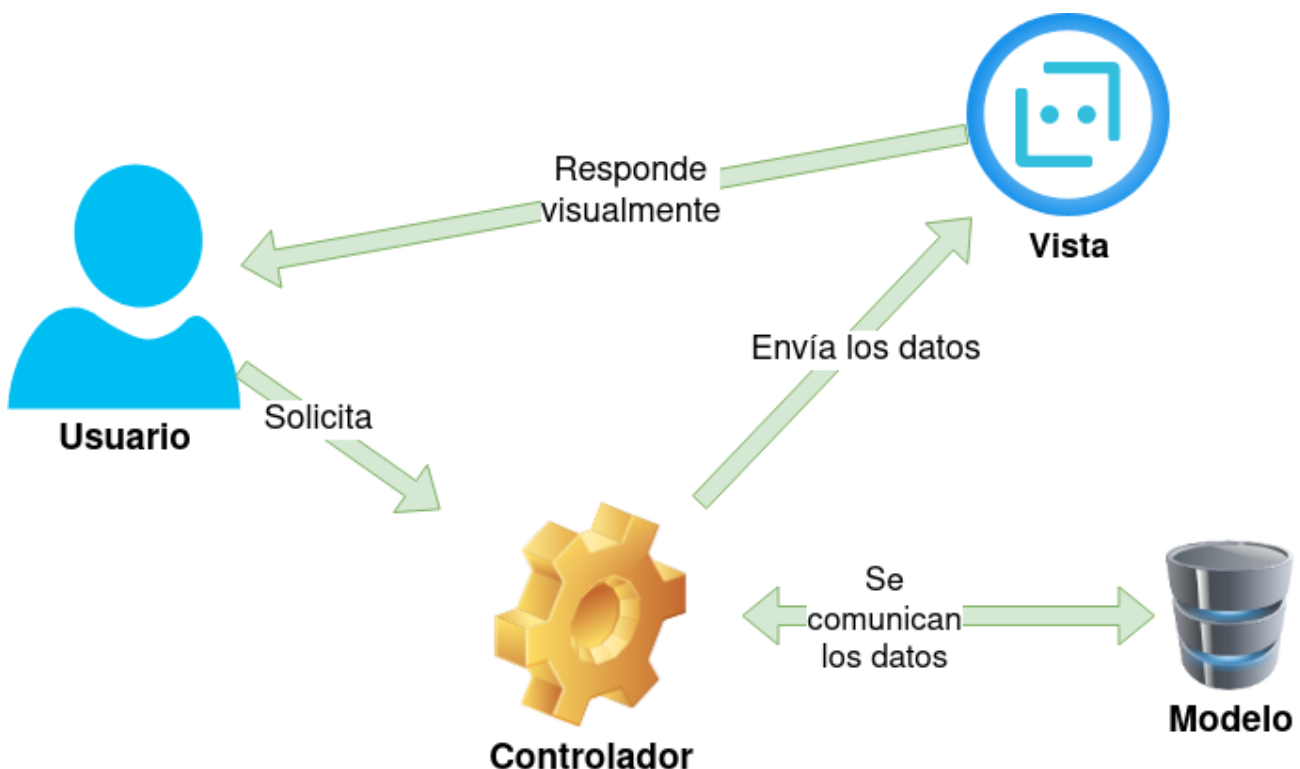 Responde
visualmente
Vista
Envía los datos
Usuario
Solicita
Se
comunican
los datos
Modelo
Controlador